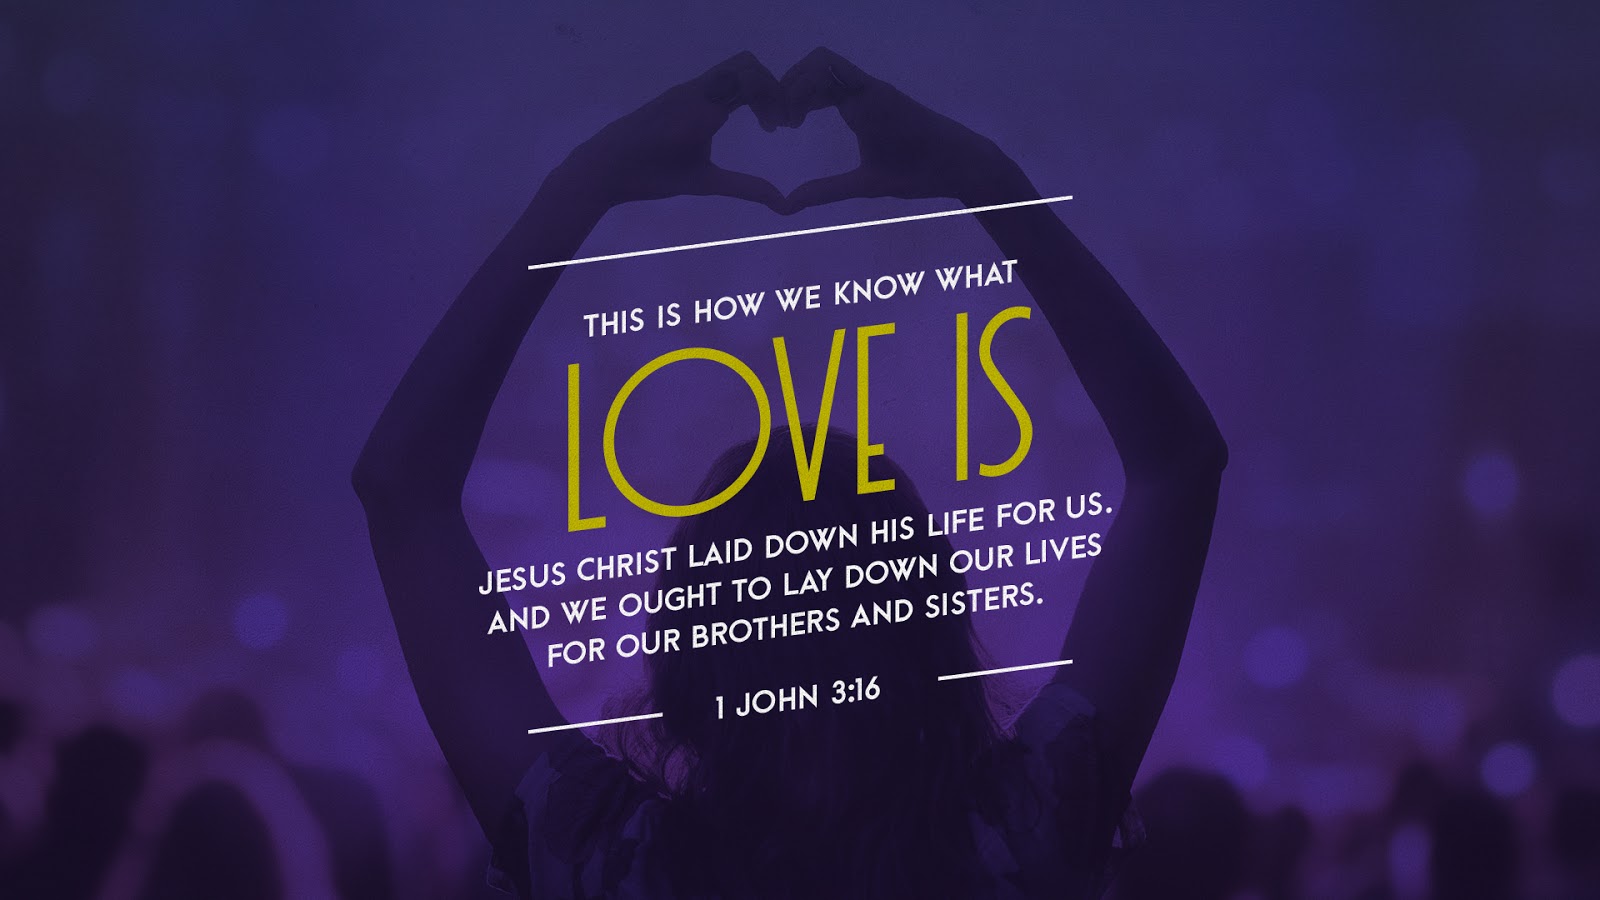 THIS IS HOW WE KNOW WHAT
LOVE IS
JESUS CHRIST LAID DOWN HIS LIFE FOR US.
AND WE OUGHT TO LAY DOWN OUR LIVES
FOR OUR BROTHERS AND SISTERS.
1 JOHN 3:16